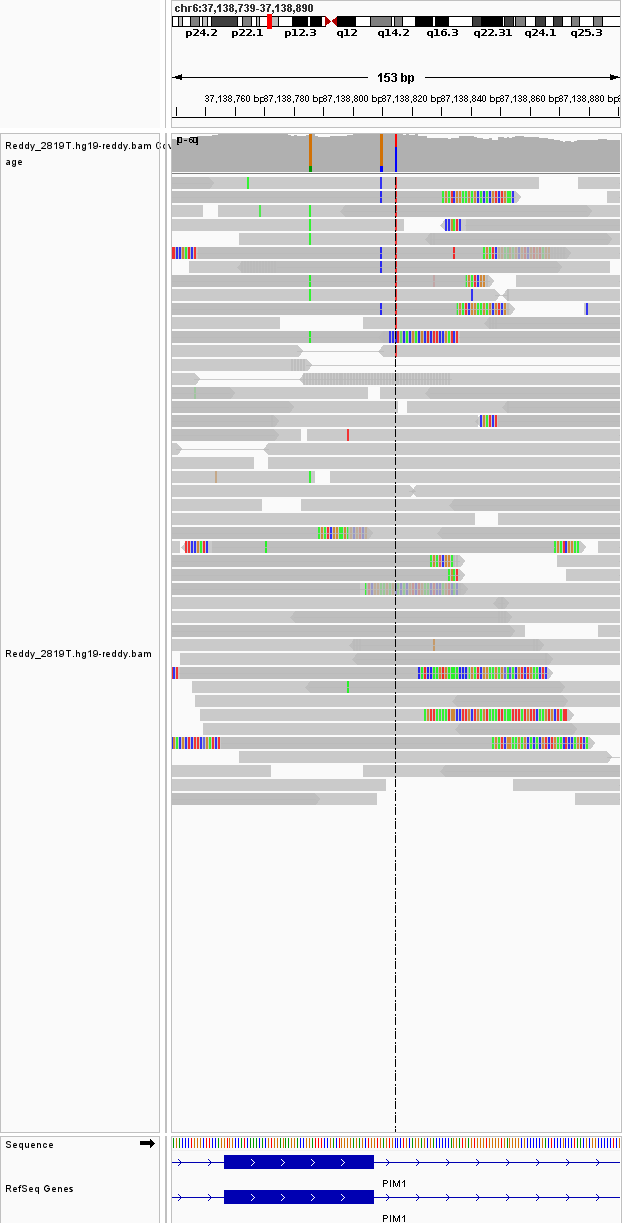 chr6:37,138,739-37,138,890
p24.2 p22.1 p12.3 q12 q14.2 q16.3 q22.31 q24.1 q25.3
153 bp
37,138,760 bp 37,138,780 bp 37,138,800 bp 37,138,820 bp 37,138,840 bp 37,138,860 bp 37,138,880 bp
Reddy_2819T.hg19-reddy.bam Cov
age
Reddy_2819T.hg19-reddy.bam
Sequence
PIM1
RefSeq Genes
PIM1